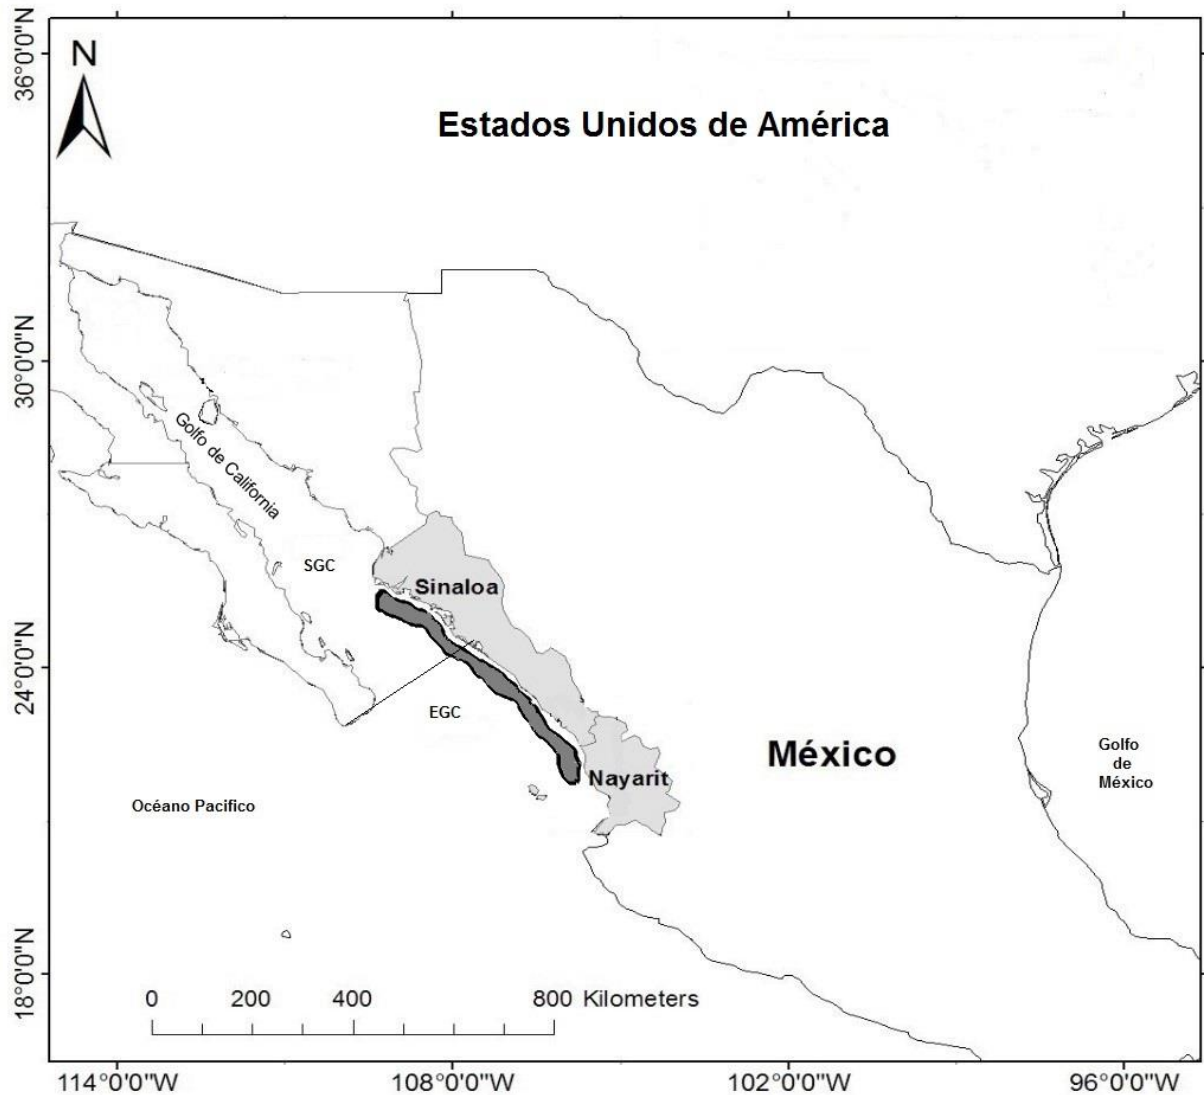 N
Estados Unidos de América
36°0'0"N
30°0'0"N
24°0'0"N
18°0'0"N
Golfo de California
SGC
Sinaloa
EGC
Nayarit
México
Golfo
de
México
Océano Pacifico
0 200 400 800 Kilometers
114°0'0"W 108°0'0"W 102°0'0"W 96°0'0"W